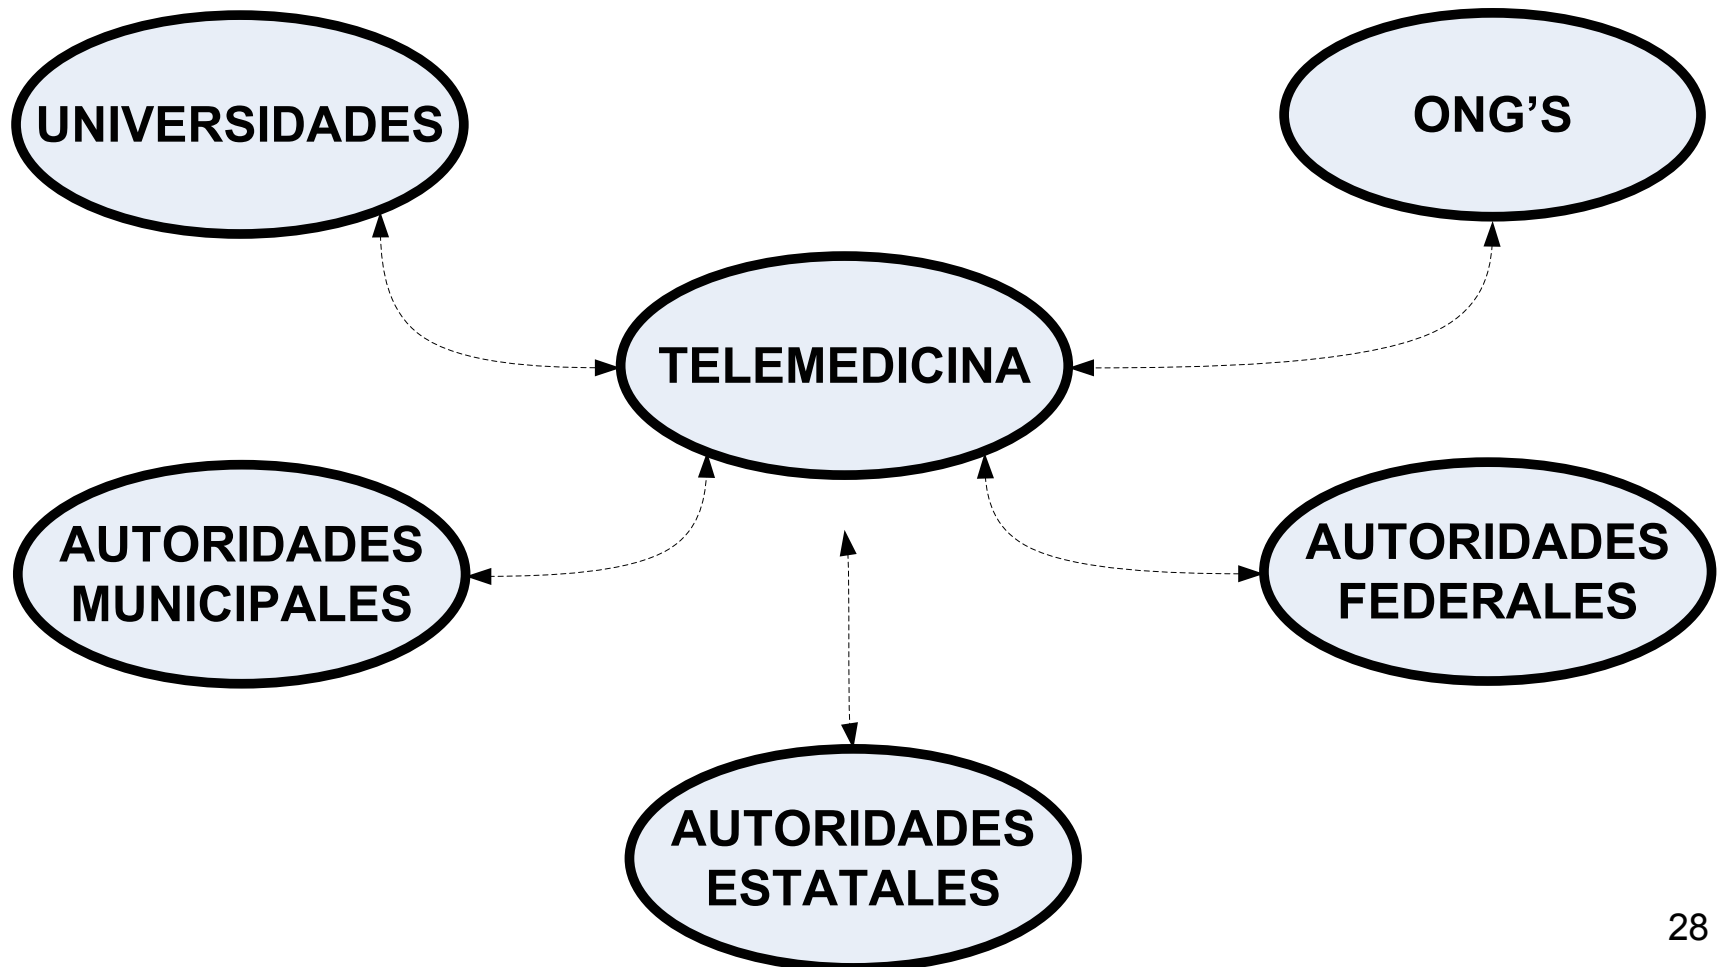 UNIVERSIDADES
ONG’S
TELEMEDICINA
AUTORIDADES
MUNICIPALES
AUTORIDADES
FEDERALES
AUTORIDADES
ESTATALES
28